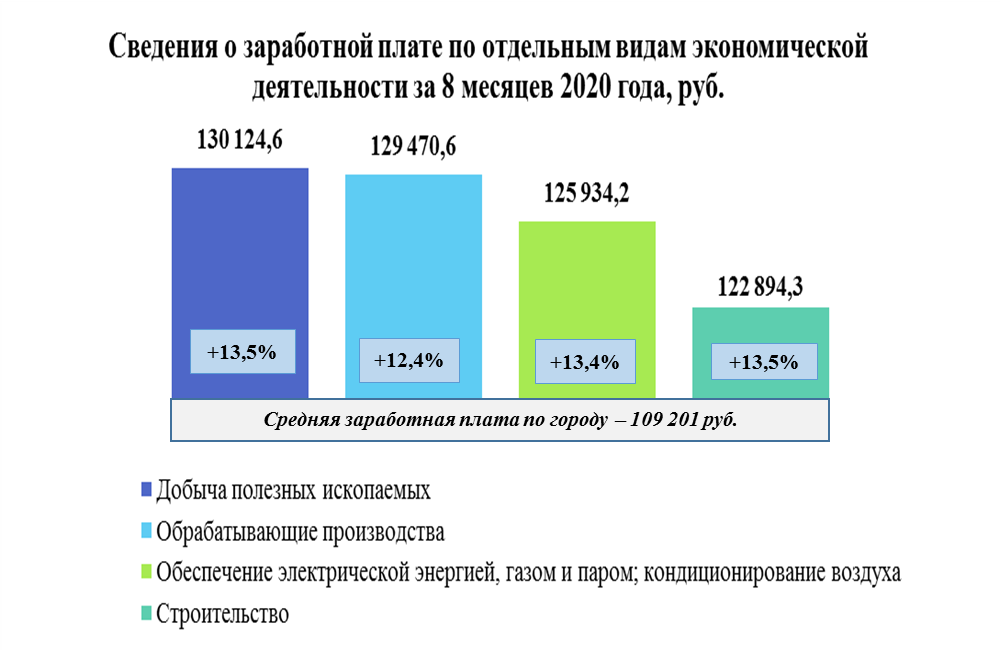 Сведения о заработной плате по отдельным видам экономической
деятельности за 8 месяцев 2020 года, руб.
130 124,6
129 470,6
125 934,2
122 894,3
+13,5%
+12,4%
+13,4%
+13,5%
Средняя заработная плата по городу – 109 201 руб.
Добыча полезных ископаемых
Обрабатывающие производства
Обеспечение электрической энергией, газом и паром; кондиционирование воздуха
Строительство